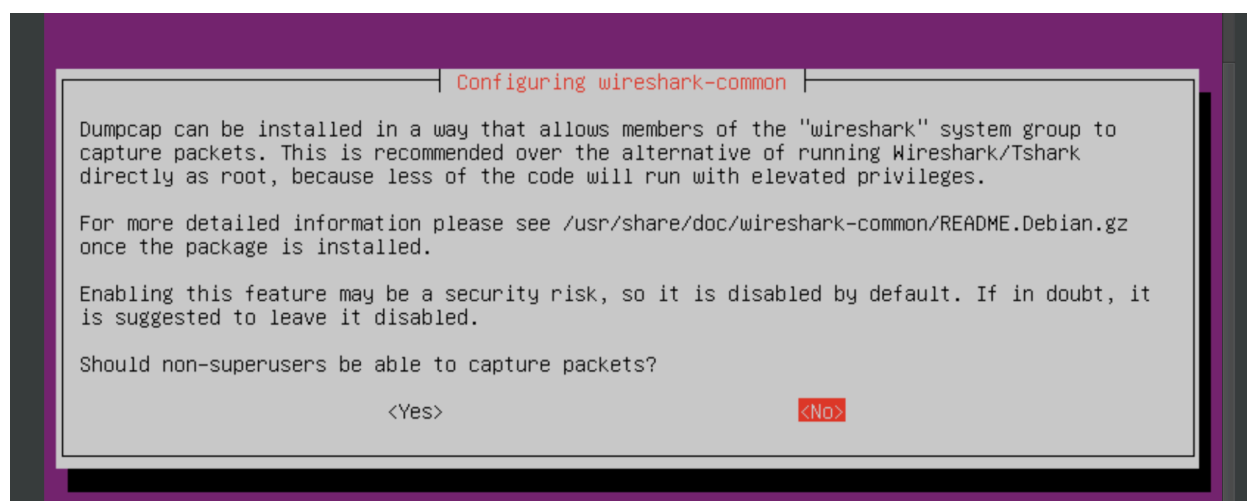 Configuring wireshark-common
Dumpcap can be installed in a way that allows members of the "wireshark" system group to
capture packets. This is recommended over the alternative of running Wireshark/Tshark
directly as root, because less of the code will run with elevated privileges.
For more detailed information please see /usr/share/doc/wireshark-common/README.Debian.gz
once the package is installed.
Enabling this feature may be a security risk, so it is disabled by default. If in doubt, it
is suggested to leave it disabled.
Should non-superusers be able to capture packets?
<Yes> <No>